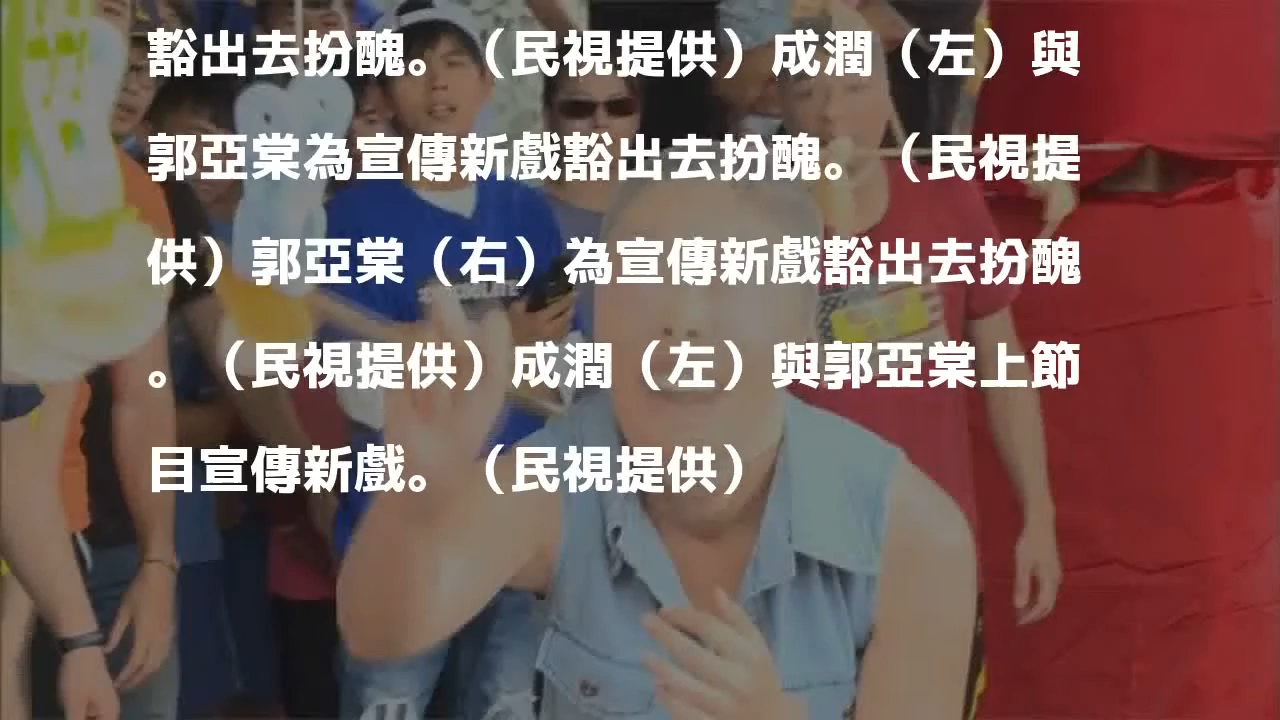 豁出去扮醜。（民視提供）成潤（左）與
郭亞棠為宣傳新戲豁出去扮醜。（民視提
供）郭亞棠（右）為宣傳新戲豁出去扮醜
。（民視提供）成潤（左）與郭亞棠上節
目宣傳新戲。（民視提供）